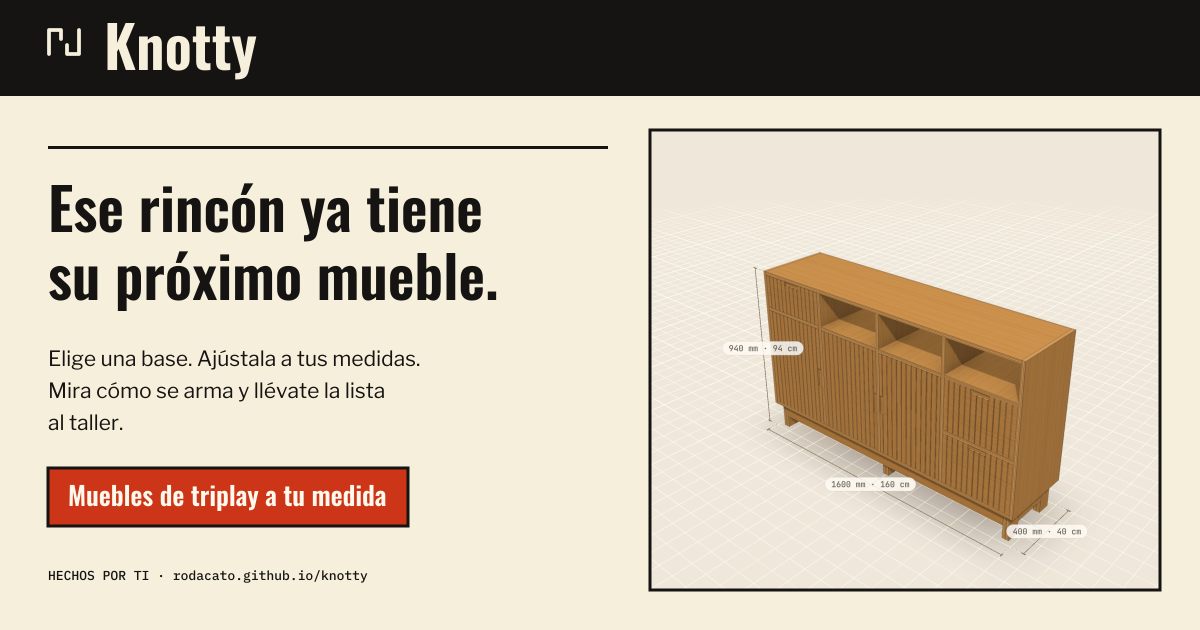 Knotty
Ese rincón ya tiene
su próximo mueble.
Elige una base. Ajústala a tus medidas.
Mira cómo se arma y llévate la lista
al taller.
Muebles de triplay a tu medida
HECHOS POR TI · rodacato.github.io/knotty
940 mm · 94 cm
1600 mm · 160 cm
400 mm · 40 cm